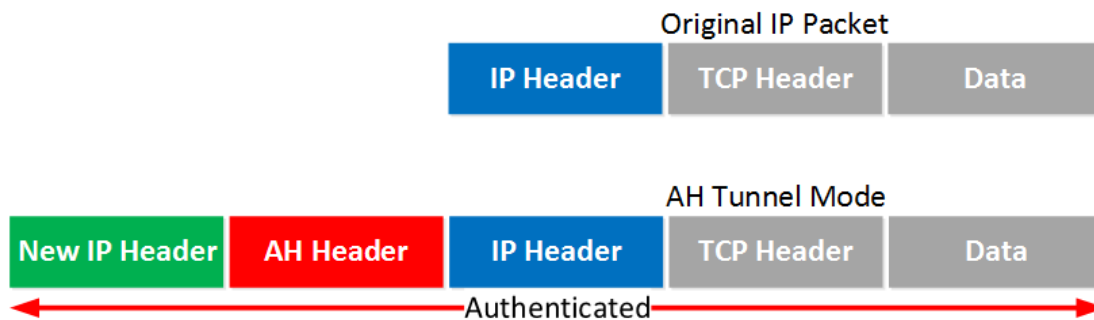 Original IP Packet
IP Header TCP Header Data
AH Tunnel Mode
New IP Header AH Header IP Header TCP Header Data
Authenticated